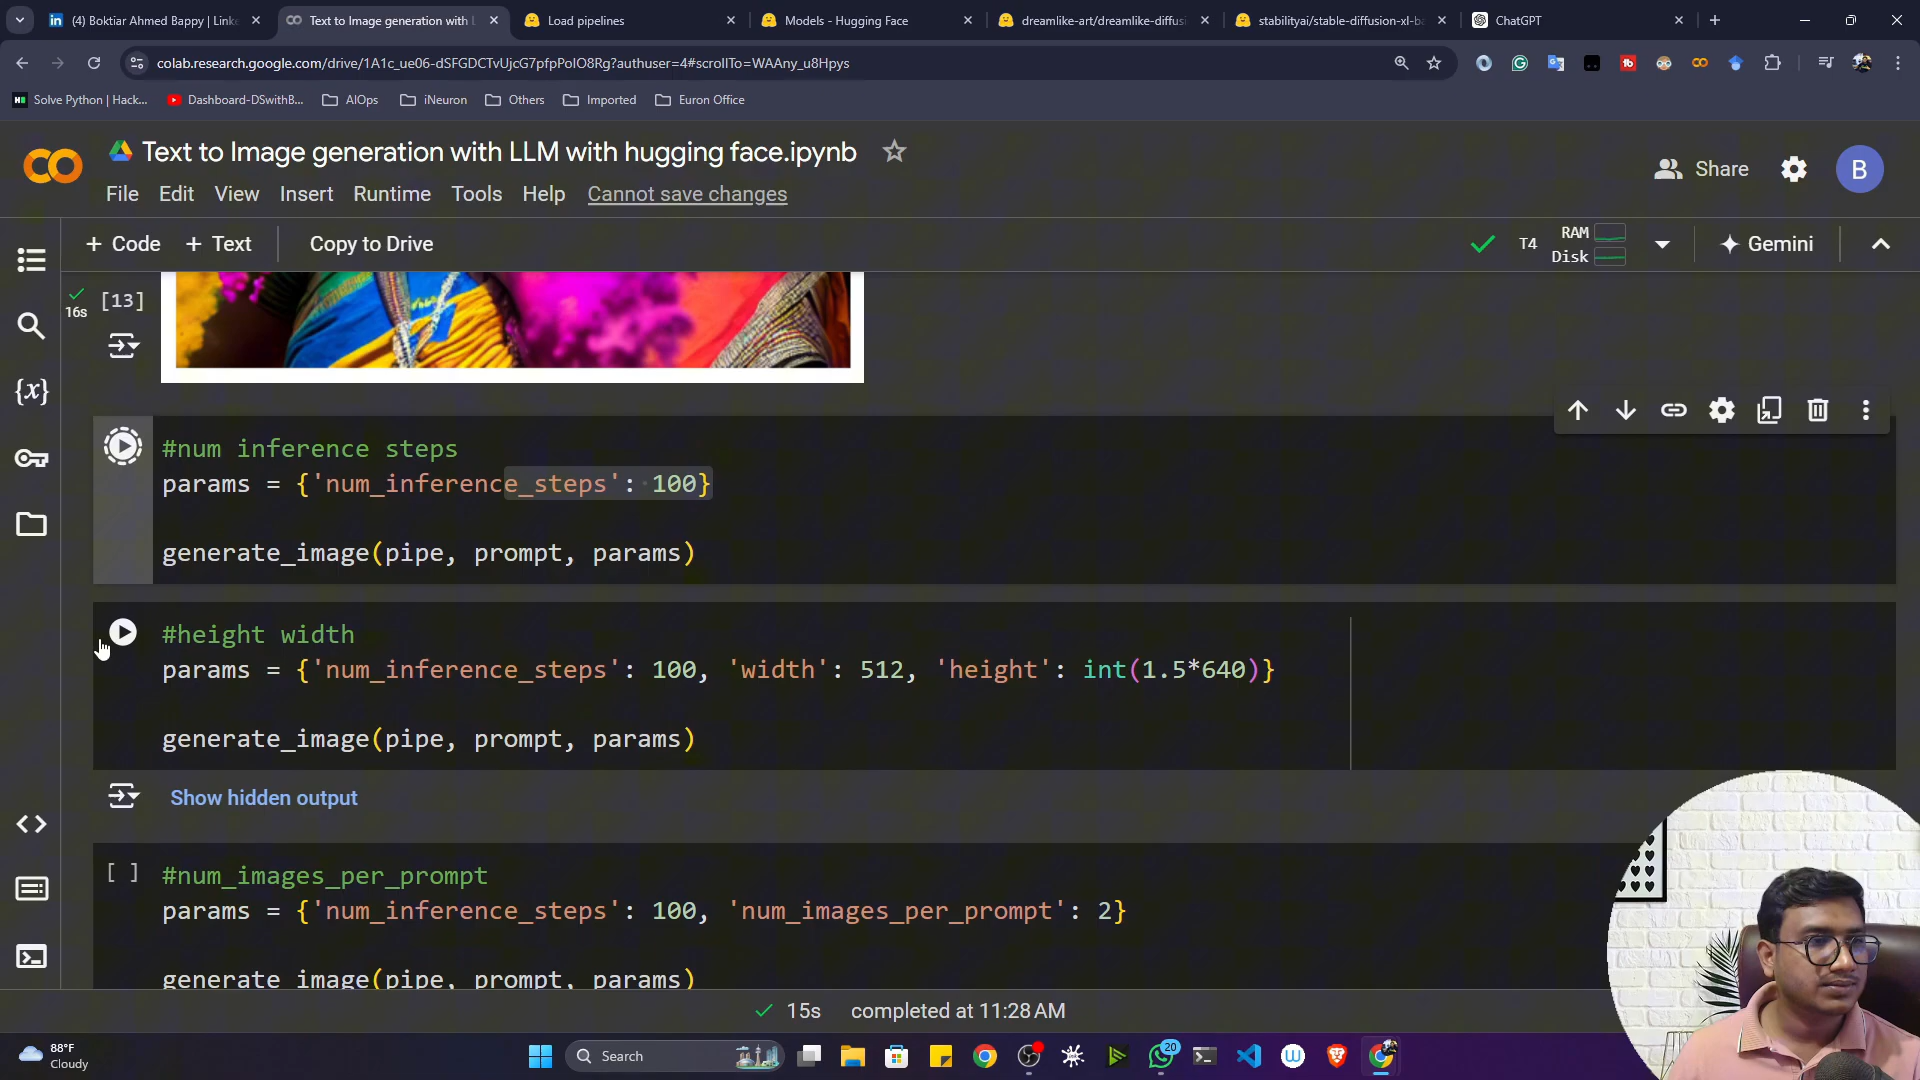 (4) Boktiar Ahmed Bappy | Linke
Text to Image generation with L
Load pipelines
Models - Hugging Face
dreamlike-art/dreamlike-diffus
stabilityai/stable-diffusion-xl-ba
ChatGPT
colab.research.google.com/drive/1A1c_ue06-dSFGDCTvUjcG7pfpPoIO8Rg?authuser=4#scrollTo=WAAny_u8Hpys
Solve Python | Hack...
Dashboard-DSwithB...
AIOps
iNeuron
Others
Imported
Euron Office
Text to Image generation with LLM with hugging face.ipynb
Share
B
File Edit View Insert Runtime Tools Help Cannot save changes
+ Code + Text Copy to Drive
T4
RAM
Disk
Gemini
[13]
16s
#num inference steps
params = {'num_inference_steps': 100}
generate_image(pipe, prompt, params)
#height width
params = {'num_inference_steps': 100, 'width': 512, 'height': int(1.5*640)}
generate_image(pipe, prompt, params)
Show hidden output
[ ]
#num_images_per_prompt
params = {'num_inference_steps': 100, 'num_images_per_prompt': 2}
generate_image(pipe, prompt, params)
15s completed at 11:28 AM
88°F
Cloudy
Search
20